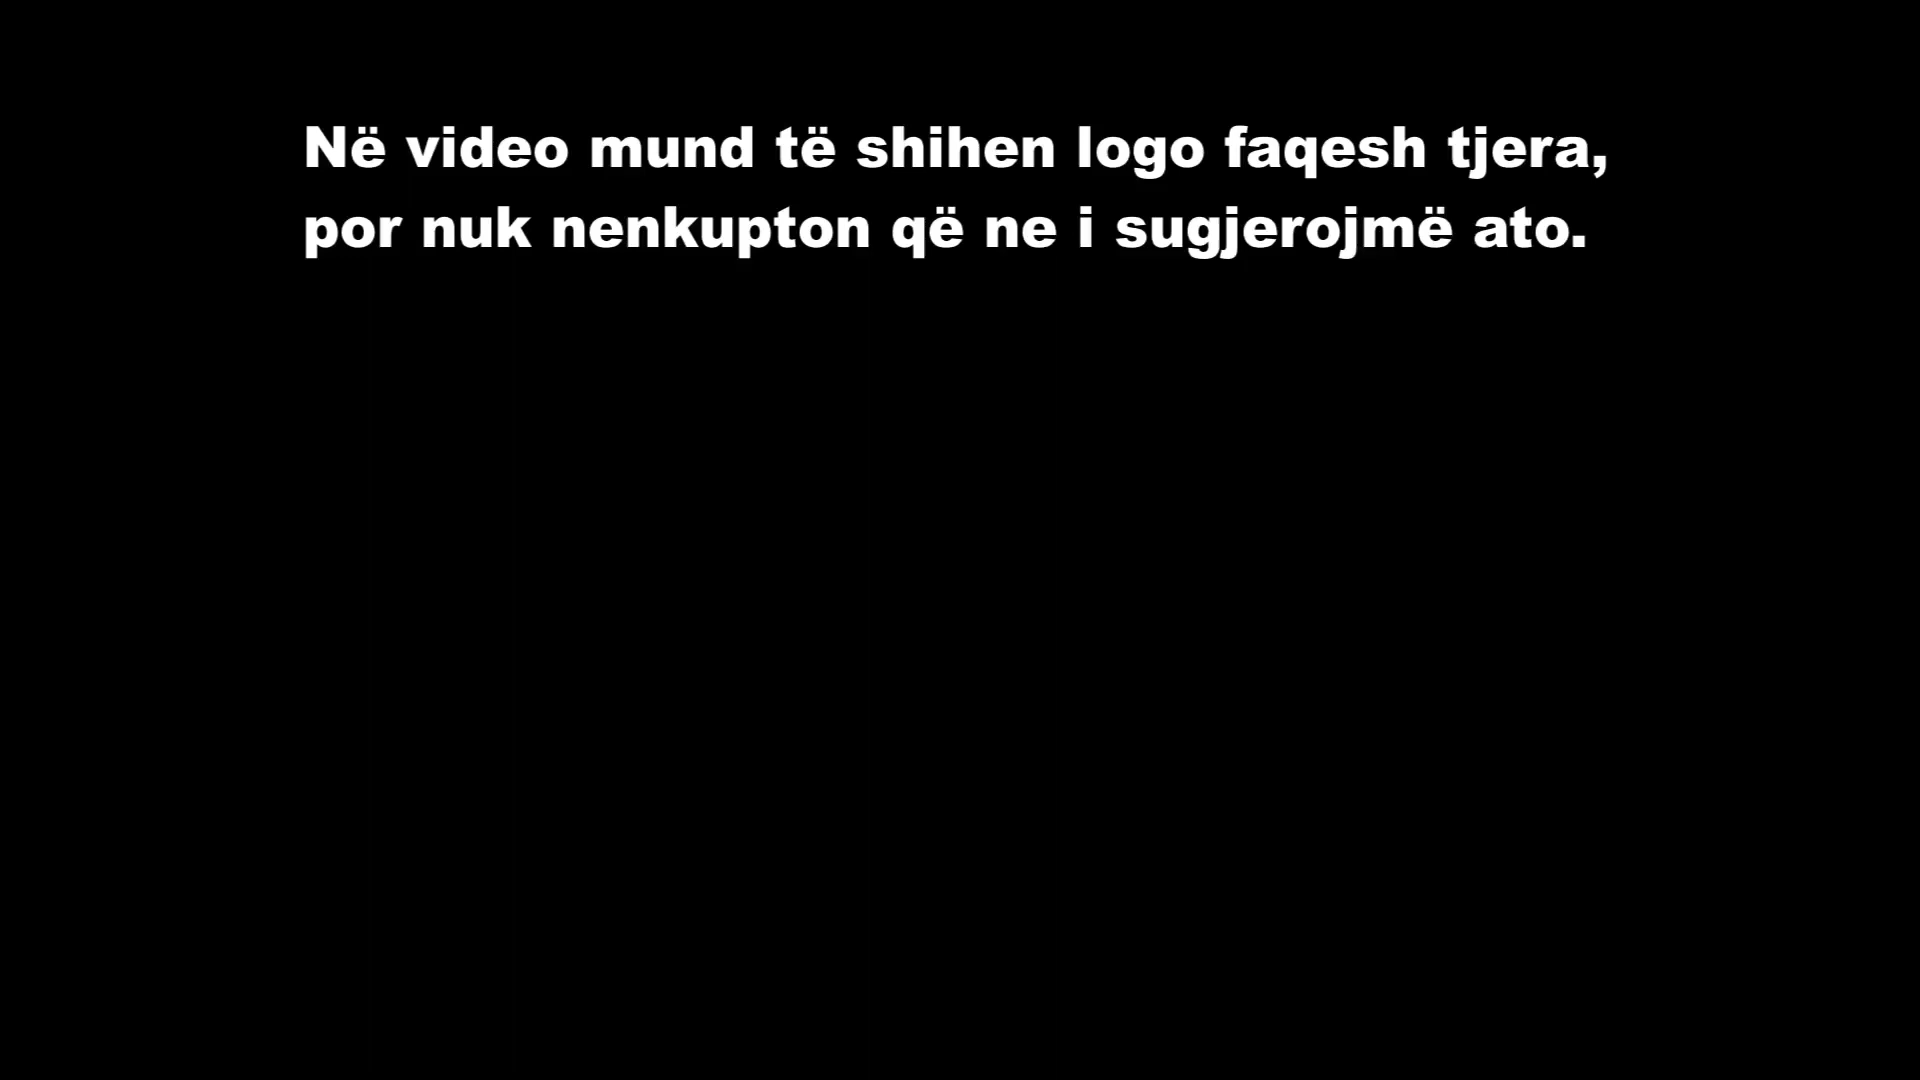 Në video mund të shihen logo faqesh tjera,
por nuk nenkupton që ne i sugjerojmë ato.